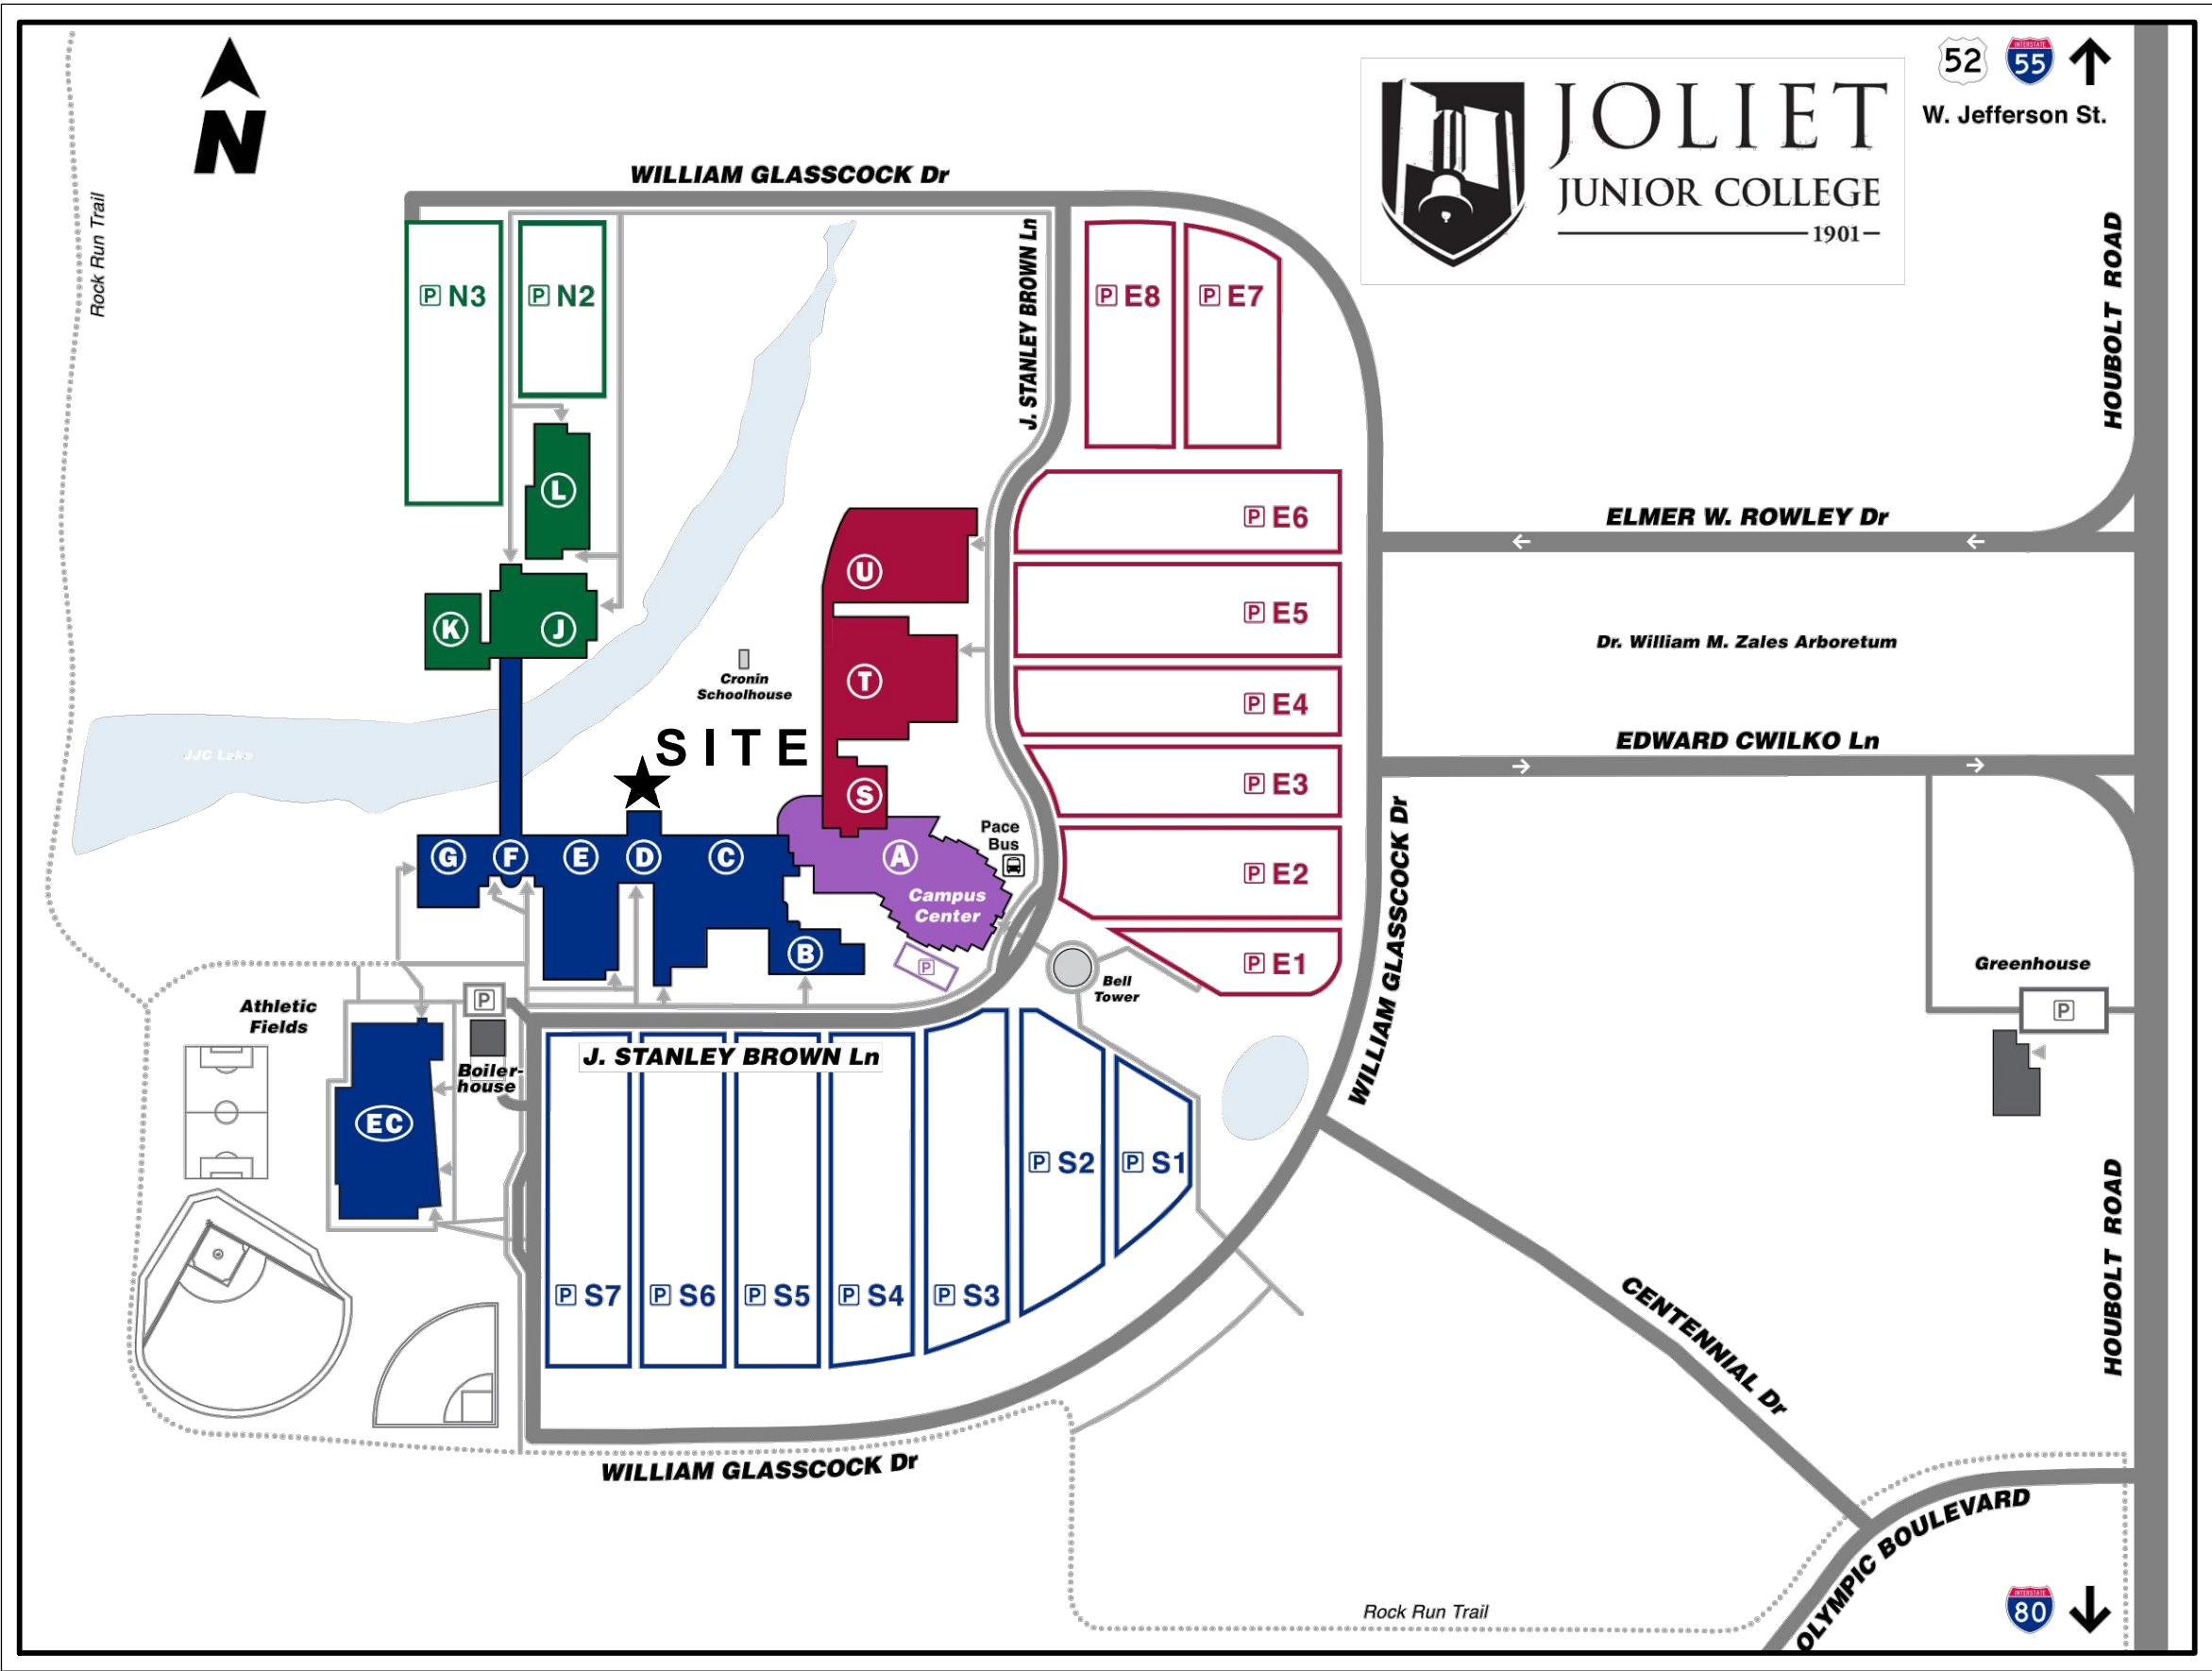 N
JOLIET
JUNIOR COLLEGE
1901
52
INTERSTATE
55
W. Jefferson St.
WILLIAM GLASSCOCK Dr
Rock Run Trail
J. STANLEY BROWN Ln
HOUBOLT ROAD
P N3
P N2
P E8
P E7
L
P E6
ELMER W. ROWLEY Dr
U
K
J
P E5
Dr. William M. Zales Arboretum
Cronin
Schoolhouse
T
P E4
SITE
EDWARD CWILKO Ln
JJC Lake
S
P E3
WILLIAM GLASSCOCK Dr
Pace
Bus
G
F
E
D
C
A
P E2
Campus
Center
B
P
P E1
Bell
Tower
Greenhouse
P
Athletic
Fields
P
J. STANLEY BROWN Ln
Boiler-
house
EC
P S2
P S1
HOUBOLT ROAD
P S7
P S6
P S5
P S4
P S3
CENTENNIAL Dr
WILLIAM GLASSCOCK Dr
OLYMPIC BOULEVARD
Rock Run Trail
INTERSTATE
80